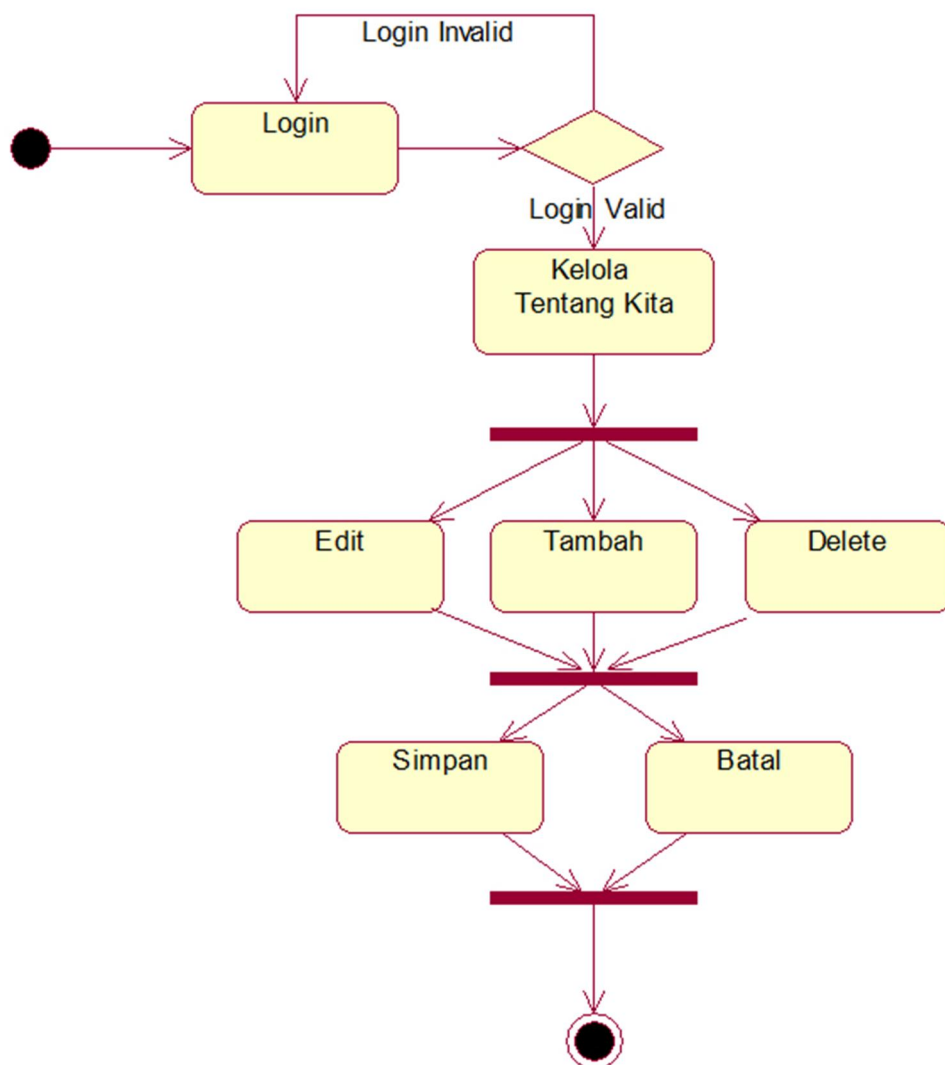 Login Invalid
Login
Login Valid
Kelola
Tentang Kita
Edit
Tambah
Delete
Simpan
Batal